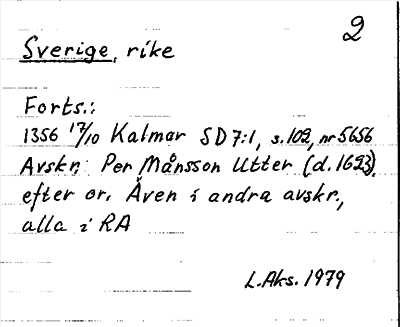 2
Sverige, rike
Forts.:
1356 17/10 Kalmar SD 7:1, s. 102, nr 5656
Avskr.: Per Månsson Utter (d. 1623),
efter or. Även i andra avskr.,
alla i RA
L. Aks. 1979